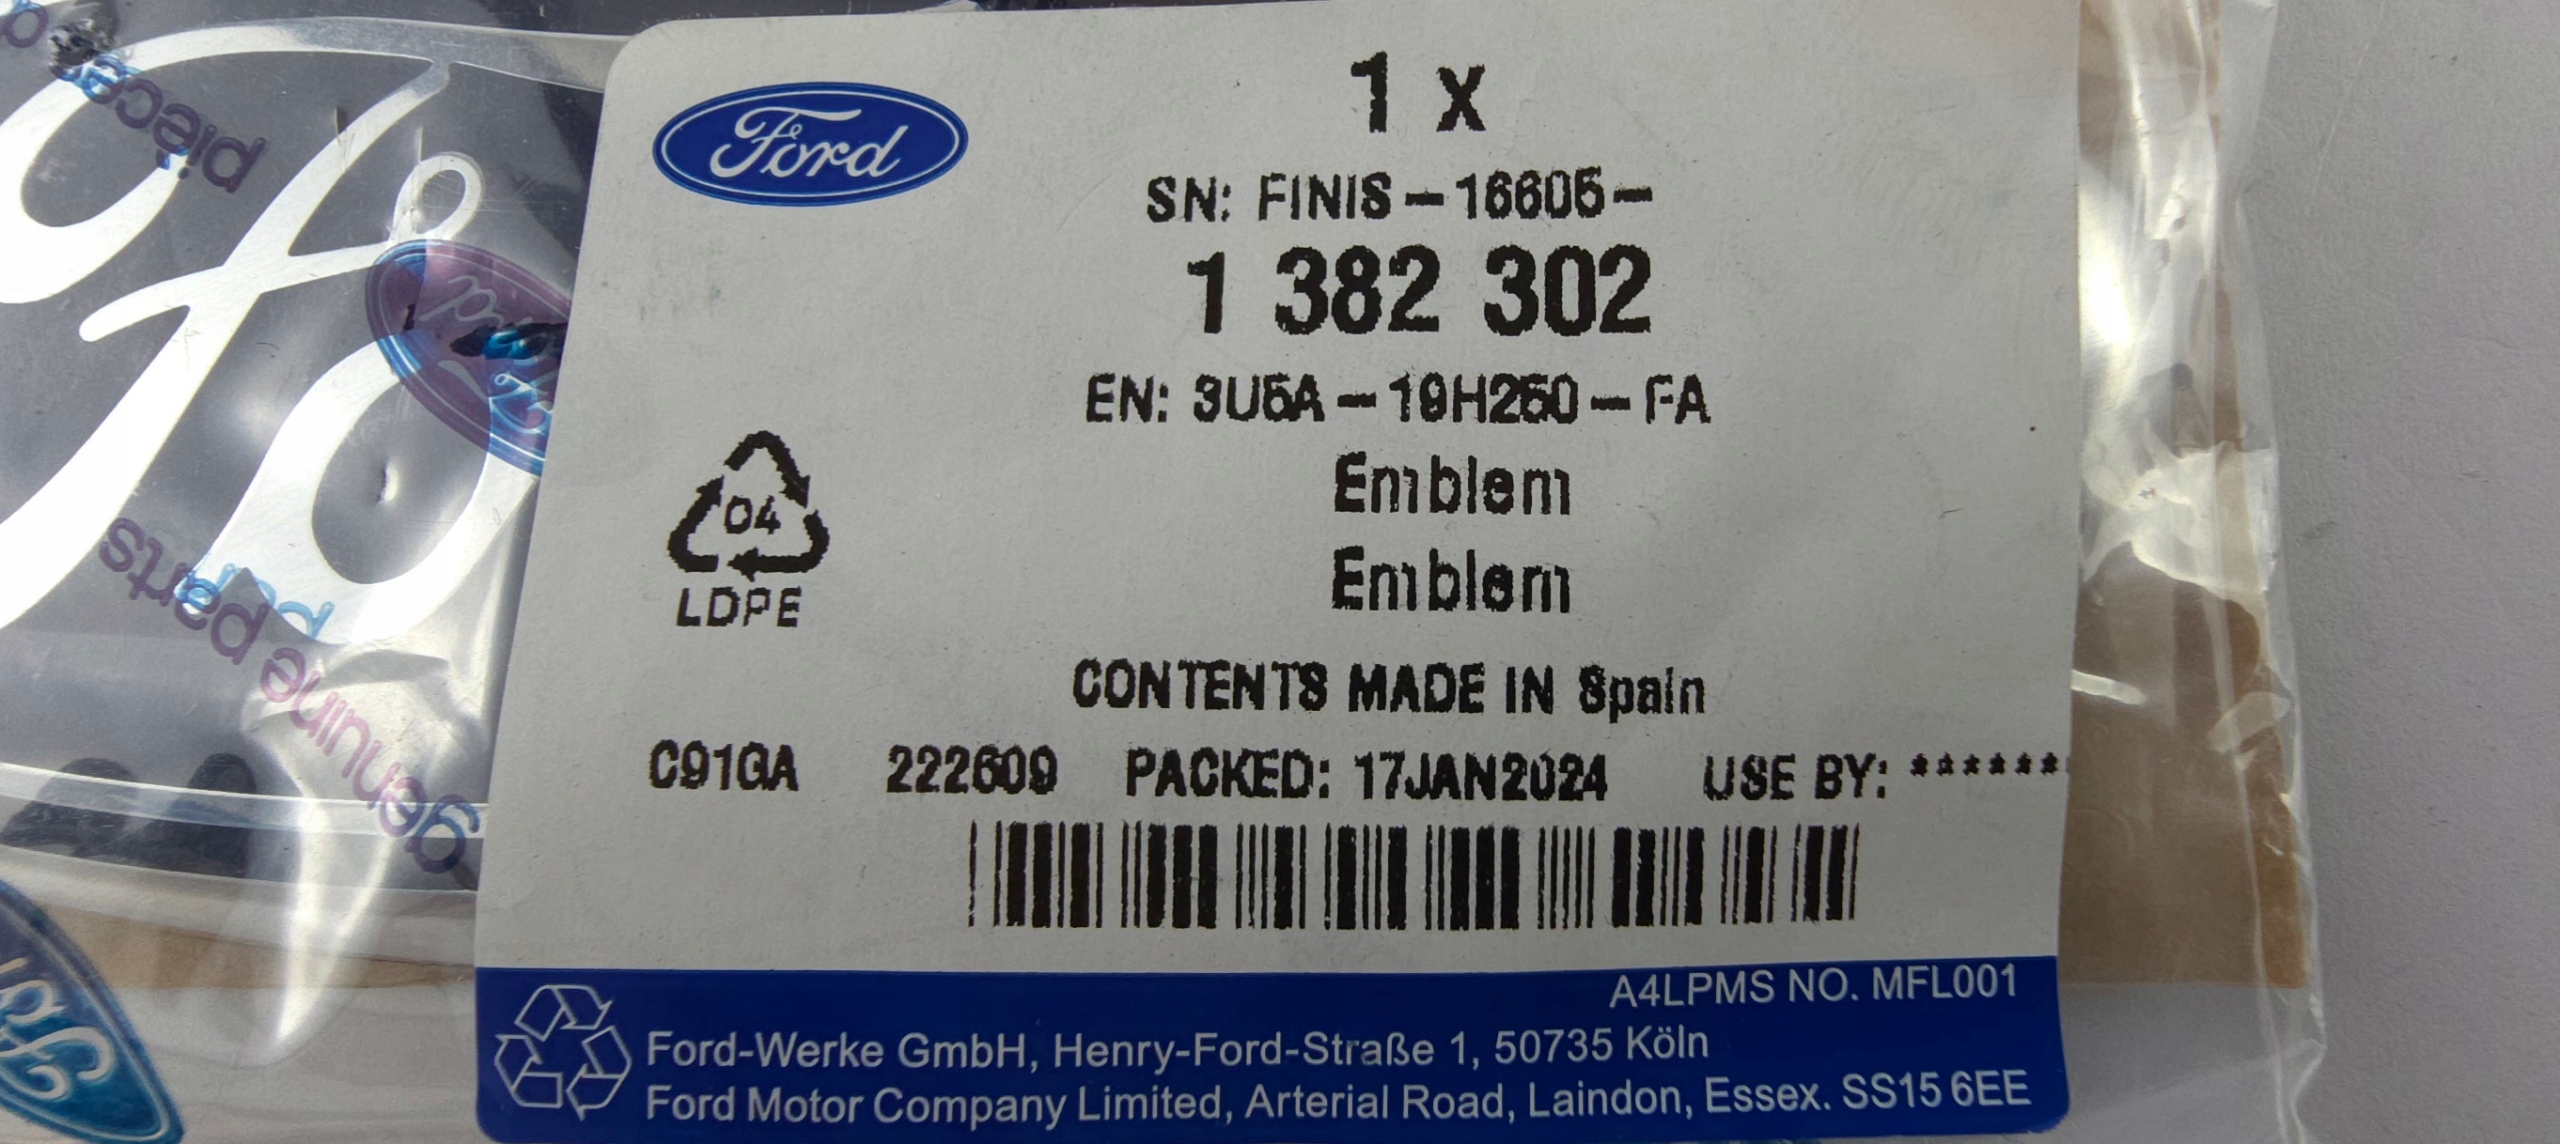 Ford
1 x
SN: FINIS-16605-
1 382 302
EN: 3U5A-19H250-FA
Emblem
Emblem
04
LDPE
CONTENTS MADE IN Spain
C91GA 222609 PACKED: 17JAN2024 USE BY: *******
A4LPMS NO. MFL001
Ford-Werke GmbH, Henry-Ford-Straße 1, 50735 Köln
Ford Motor Company Limited, Arterial Road, Laindon, Essex. SS15 6EE
pièces
Ford
genuine parts